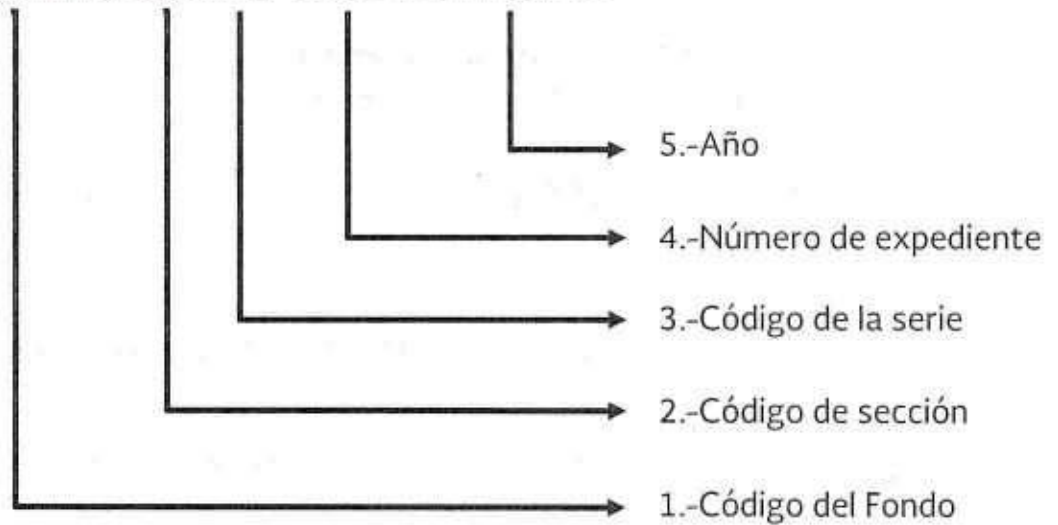 5.-Año
4.-Número de expediente
3.-Código de la serie
2.-Código de sección
1.-Código del Fondo